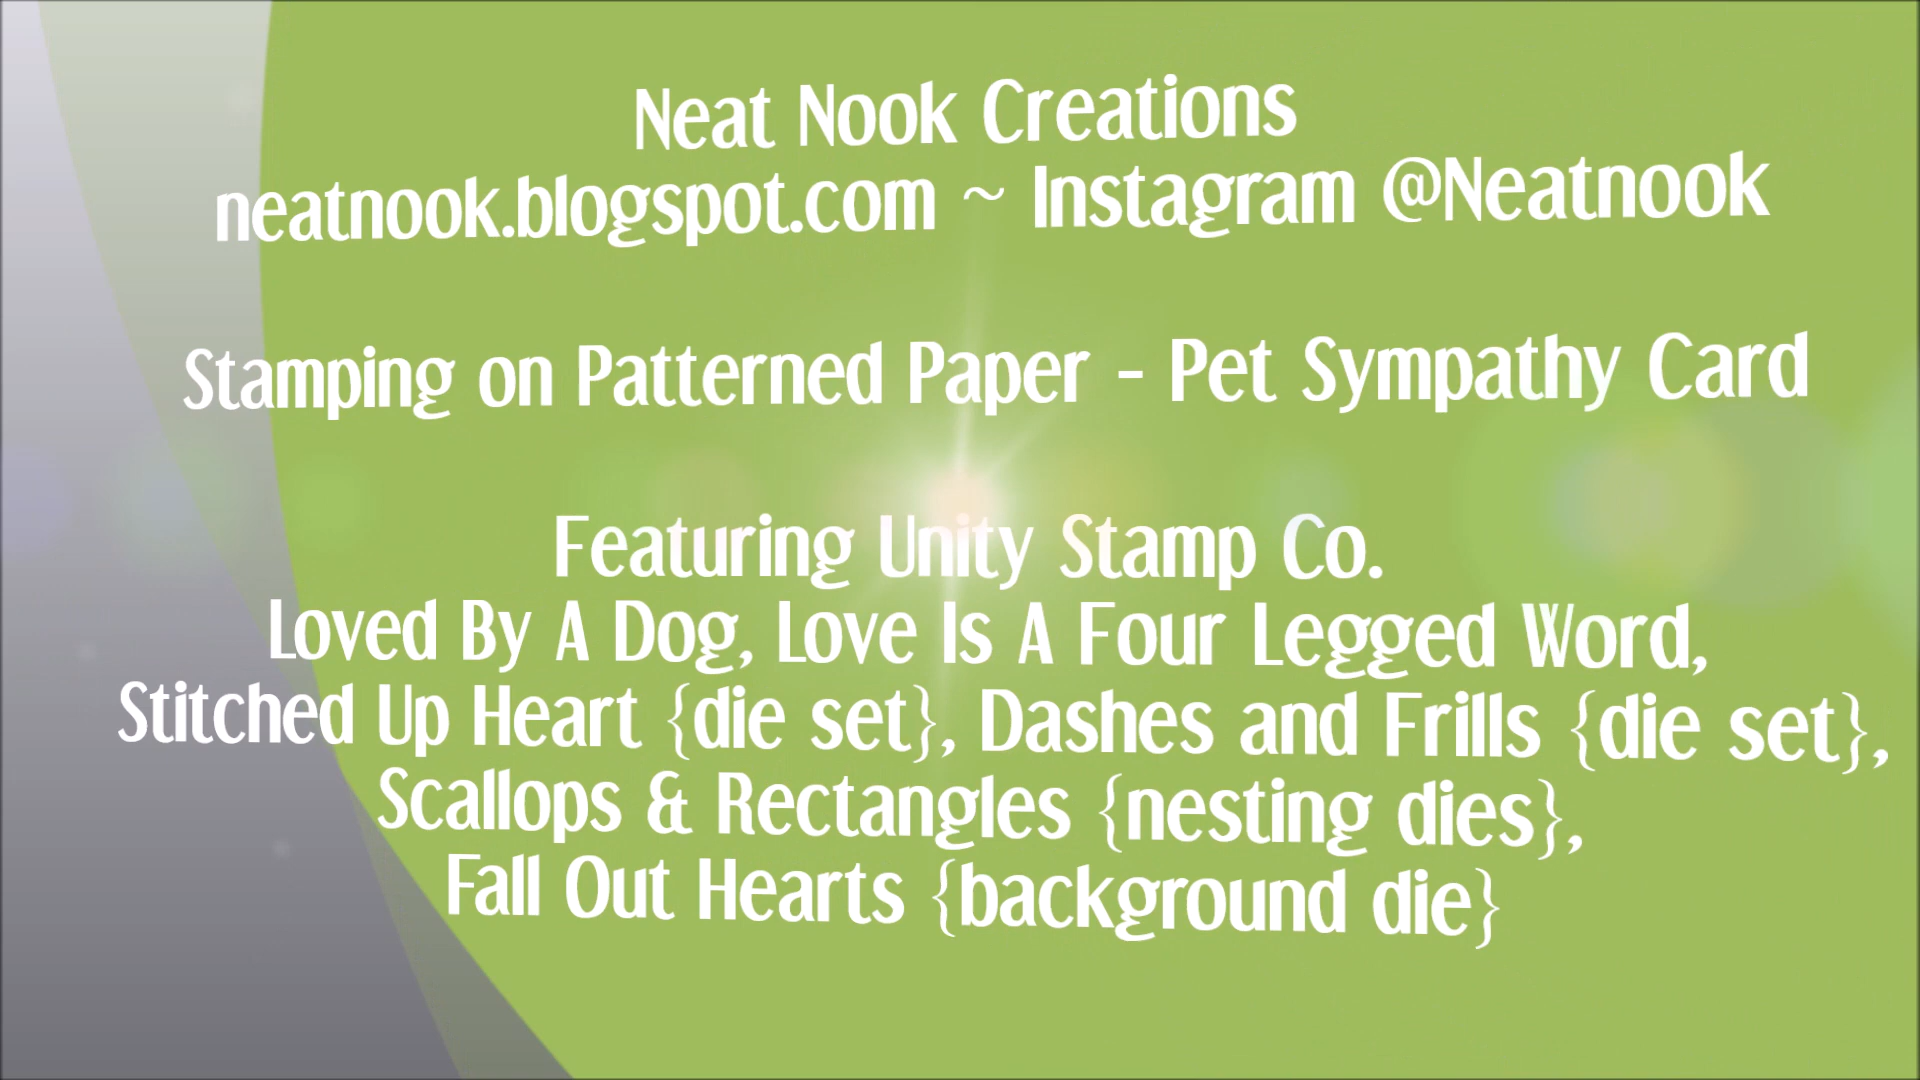 Neat Nook Creations
neatnook.blogspot.com ~ Instagram @Neatnook
Stamping on Patterned Paper - Pet Sympathy Card
Featuring Unity Stamp Co.
Loved By A Dog, Love Is A Four Legged Word,
Stitched Up Heart {die set}, Dashes and Frills {die set},
Scallops & Rectangles {nesting dies},
Fall Out Hearts {background die}